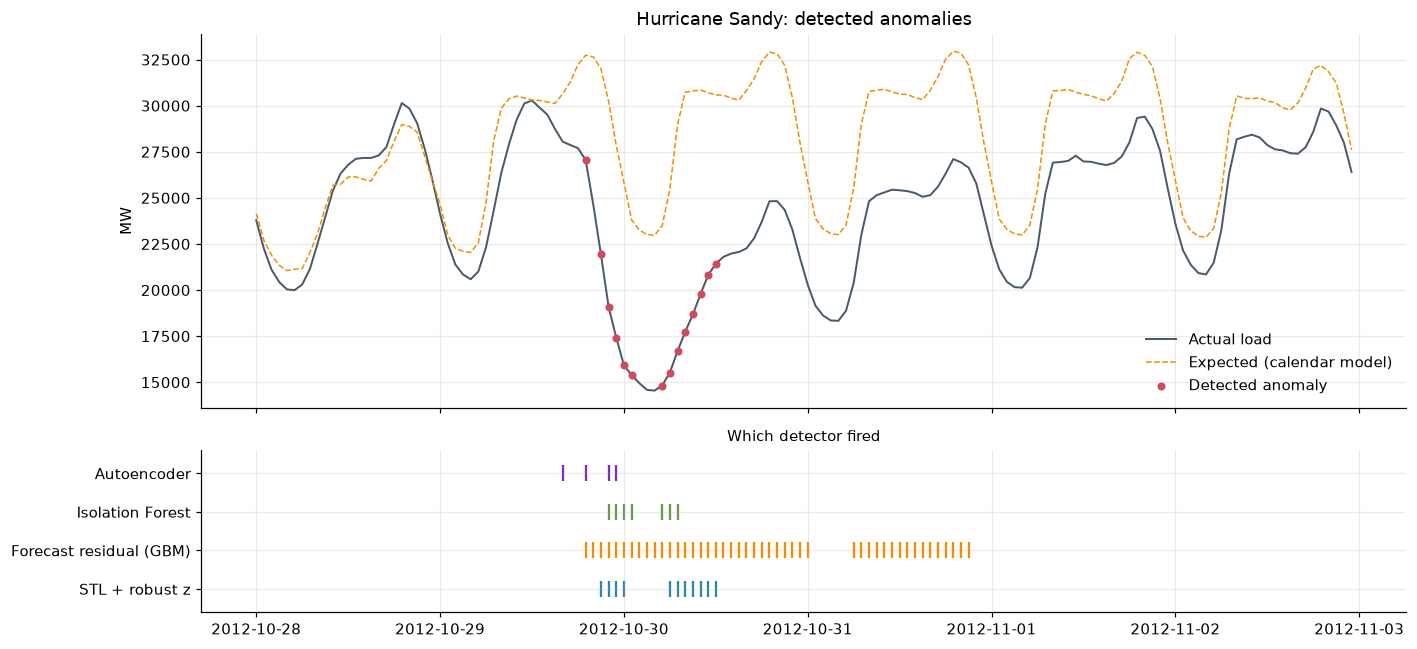 Hurricane Sandy: detected anomalies
MW
32500
30000
27500
25000
22500
20000
17500
15000
Actual load
Expected (calendar model)
Detected anomaly
Which detector fired
Autoencoder
Isolation Forest
Forecast residual (GBM)
STL + robust z
2012-10-28 2012-10-29 2012-10-30 2012-10-31 2012-11-01 2012-11-02 2012-11-03